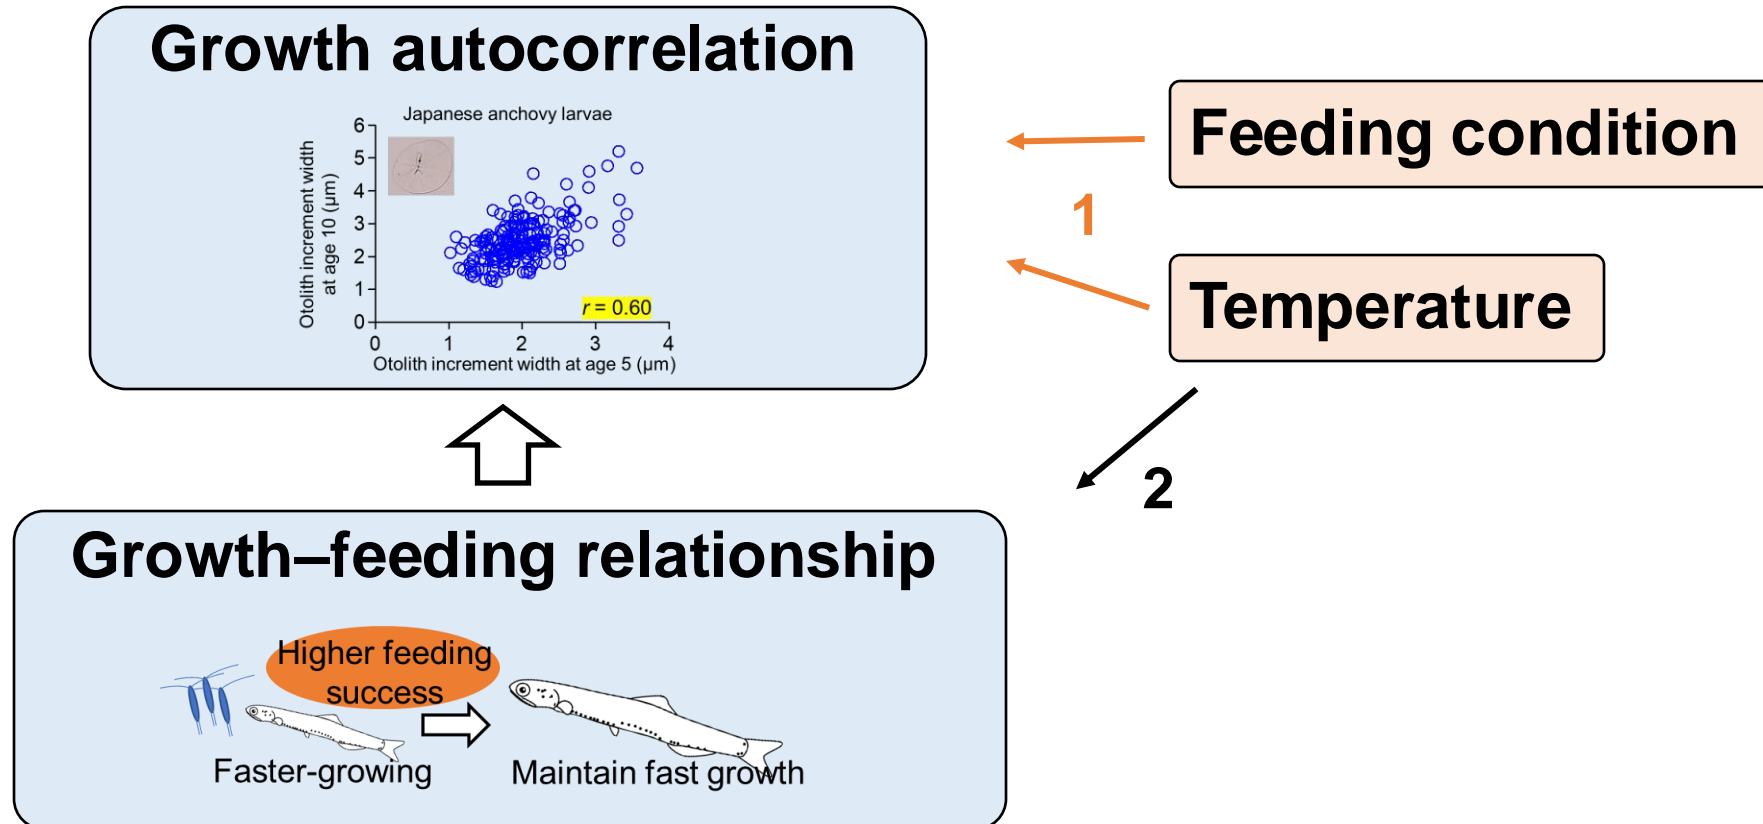 Growth autocorrelation
Japanese anchovy larvae
Otolith increment width
at age 10 (μm)
6
5
4
3
2
1
0
r = 0.60
0 1 2 3 4
Otolith increment width at age 5 (μm)
Feeding condition
1
Temperature
2
Growth–feeding relationship
Higher feeding
success
Faster-growing
Maintain fast growth